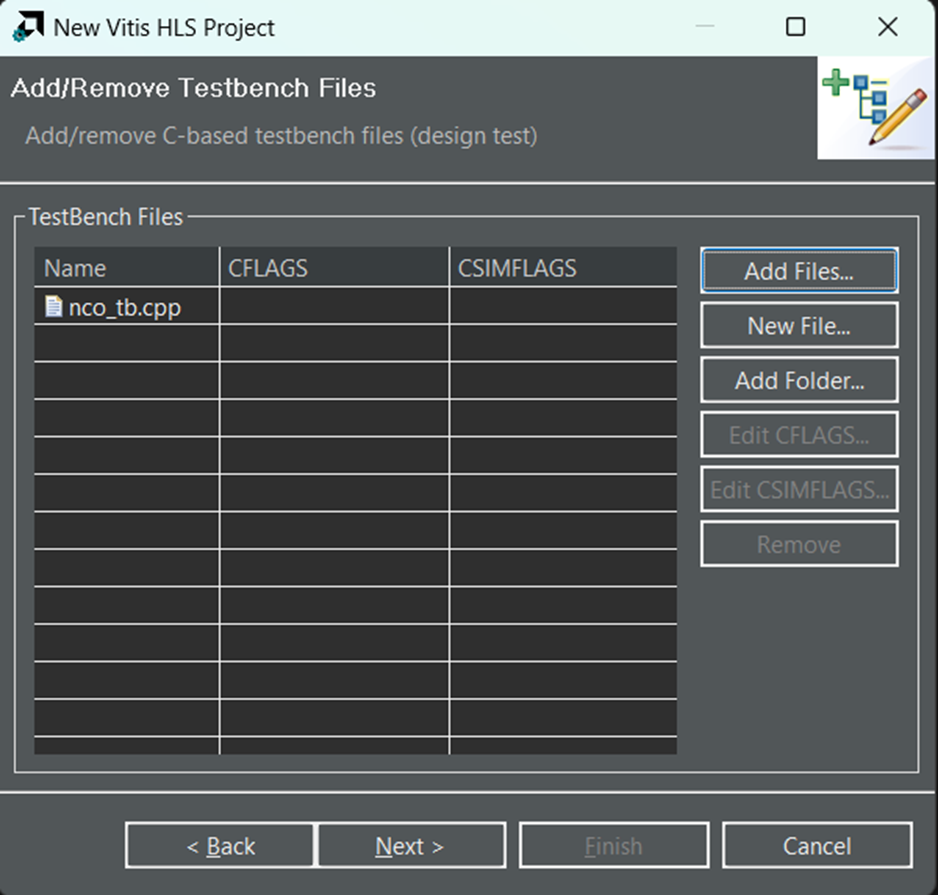 New Vitis HLS Project
Add/Remove Testbench Files
Add/remove C-based testbench files (design test)
TestBench Files
Name CFLAGS CSIMFLAGS
nco_tb.cpp
Add Files...
New File...
Add Folder...
Edit CFLAGS...
Edit CSIMFLAGS...
Remove
< Back Next > Finish Cancel